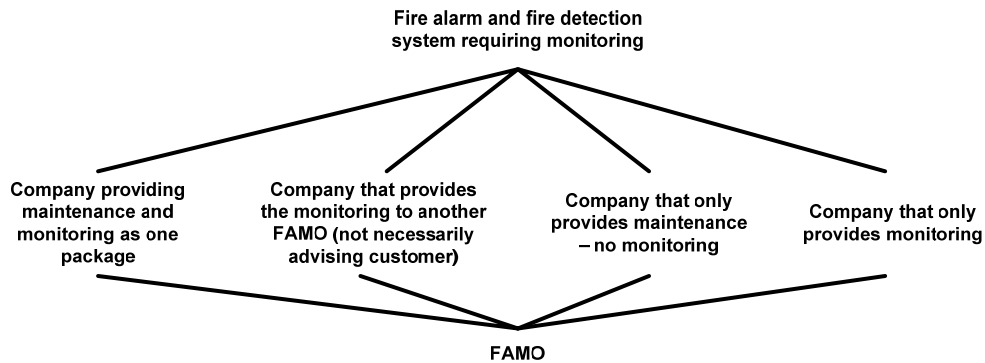 Fire alarm and fire detection
system requiring monitoring
Company providing
maintenance and
monitoring as one
package
Company that provides
the monitoring to another
FAMO (not necessarily
advising customer)
Company that only
provides maintenance
– no monitoring
Company that only
provides monitoring
FAMO